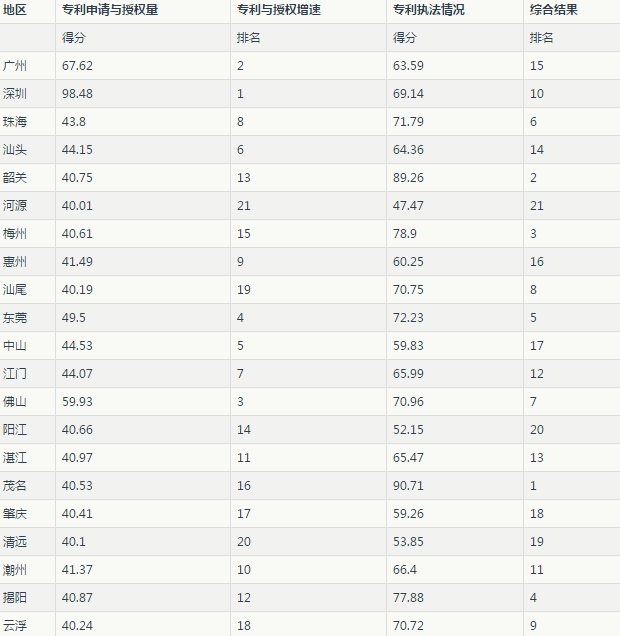 地区 专利申请与授权量 专利与授权增速 专利执法情况 综合结果
得分 排名 得分 排名
广州 67.62 2 63.59 15
深圳 98.48 1 69.14 10
珠海 43.8 8 71.79 6
汕头 44.15 6 64.36 14
韶关 40.75 13 89.26 2
河源 40.01 21 47.47 21
梅州 40.61 15 78.9 3
惠州 41.49 9 60.25 16
汕尾 40.19 19 70.75 8
东莞 49.5 4 72.23 5
中山 44.53 5 59.83 17
江门 44.07 7 65.99 12
佛山 59.93 3 70.96 7
阳江 40.66 14 52.15 20
湛江 40.97 11 65.47 13
茂名 40.53 16 90.71 1
肇庆 40.41 17 59.26 18
清远 40.1 20 53.85 19
潮州 41.37 10 66.4 11
揭阳 40.87 12 77.88 4
云浮 40.24 18 70.72 9